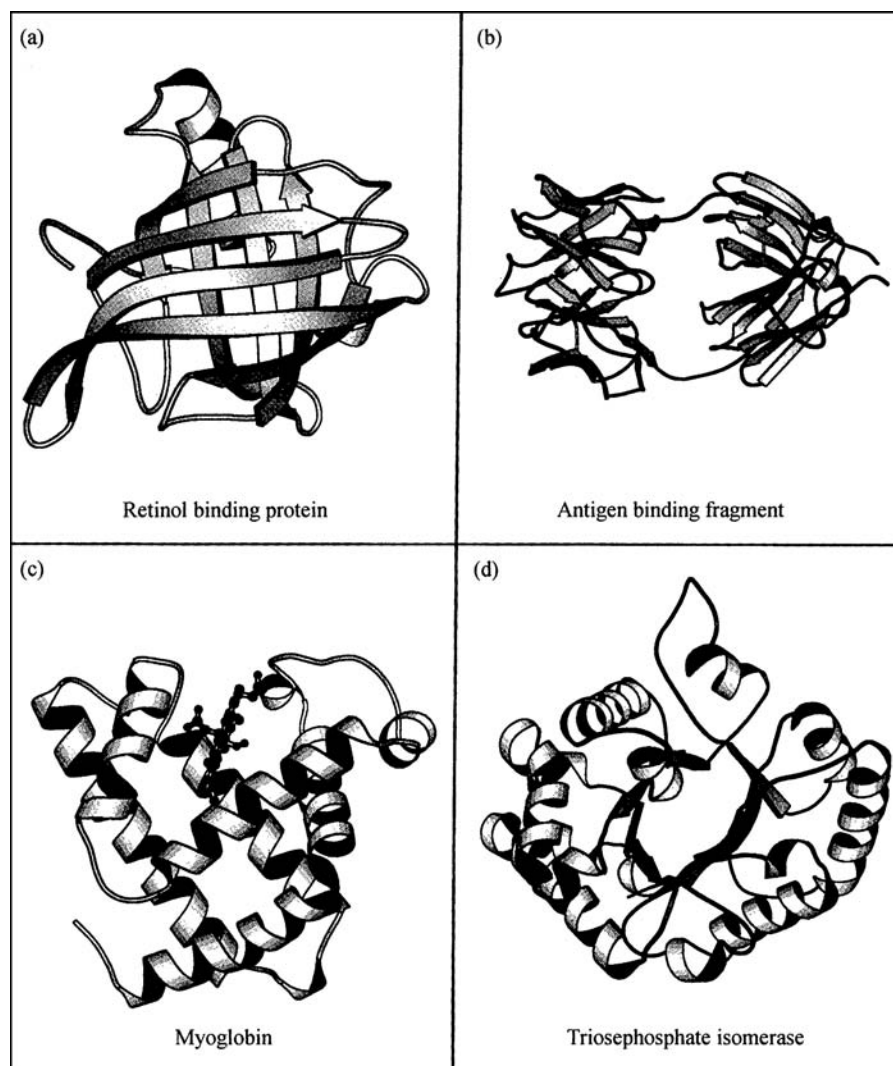 (a)
(b)
Retinol binding protein
Antigen binding fragment
(c)
(d)
Myoglobin
Triosephosphate isomerase